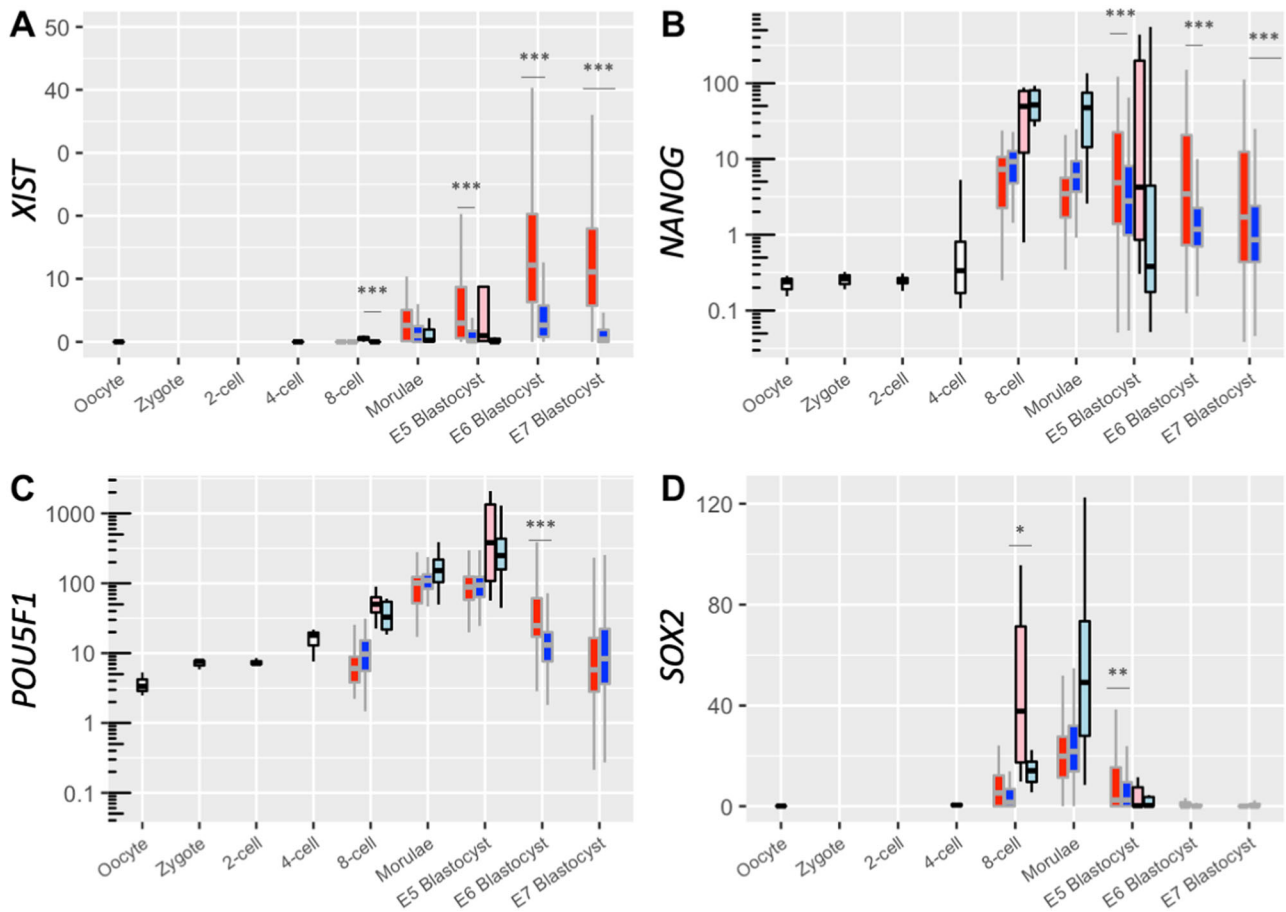 A
XIST
50
40
0
0
10
0
***
***
***
***
Oocyte
Zygote
2-cell
4-cell
8-cell
Morulae
E5 Blastocyst
E6 Blastocyst
E7 Blastocyst
B
NANOG
100
10
1
0.1
***
***
***
Oocyte
Zygote
2-cell
4-cell
8-cell
Morulae
E5 Blastocyst
E6 Blastocyst
E7 Blastocyst
C
POU5F1
1000
100
10
1
0.1
***
Oocyte
Zygote
2-cell
4-cell
8-cell
Morulae
E5 Blastocyst
E6 Blastocyst
E7 Blastocyst
D
SOX2
120
80
40
0
*
**
Oocyte
Zygote
2-cell
4-cell
8-cell
Morulae
E5 Blastocyst
E6 Blastocyst
E7 Blastocyst